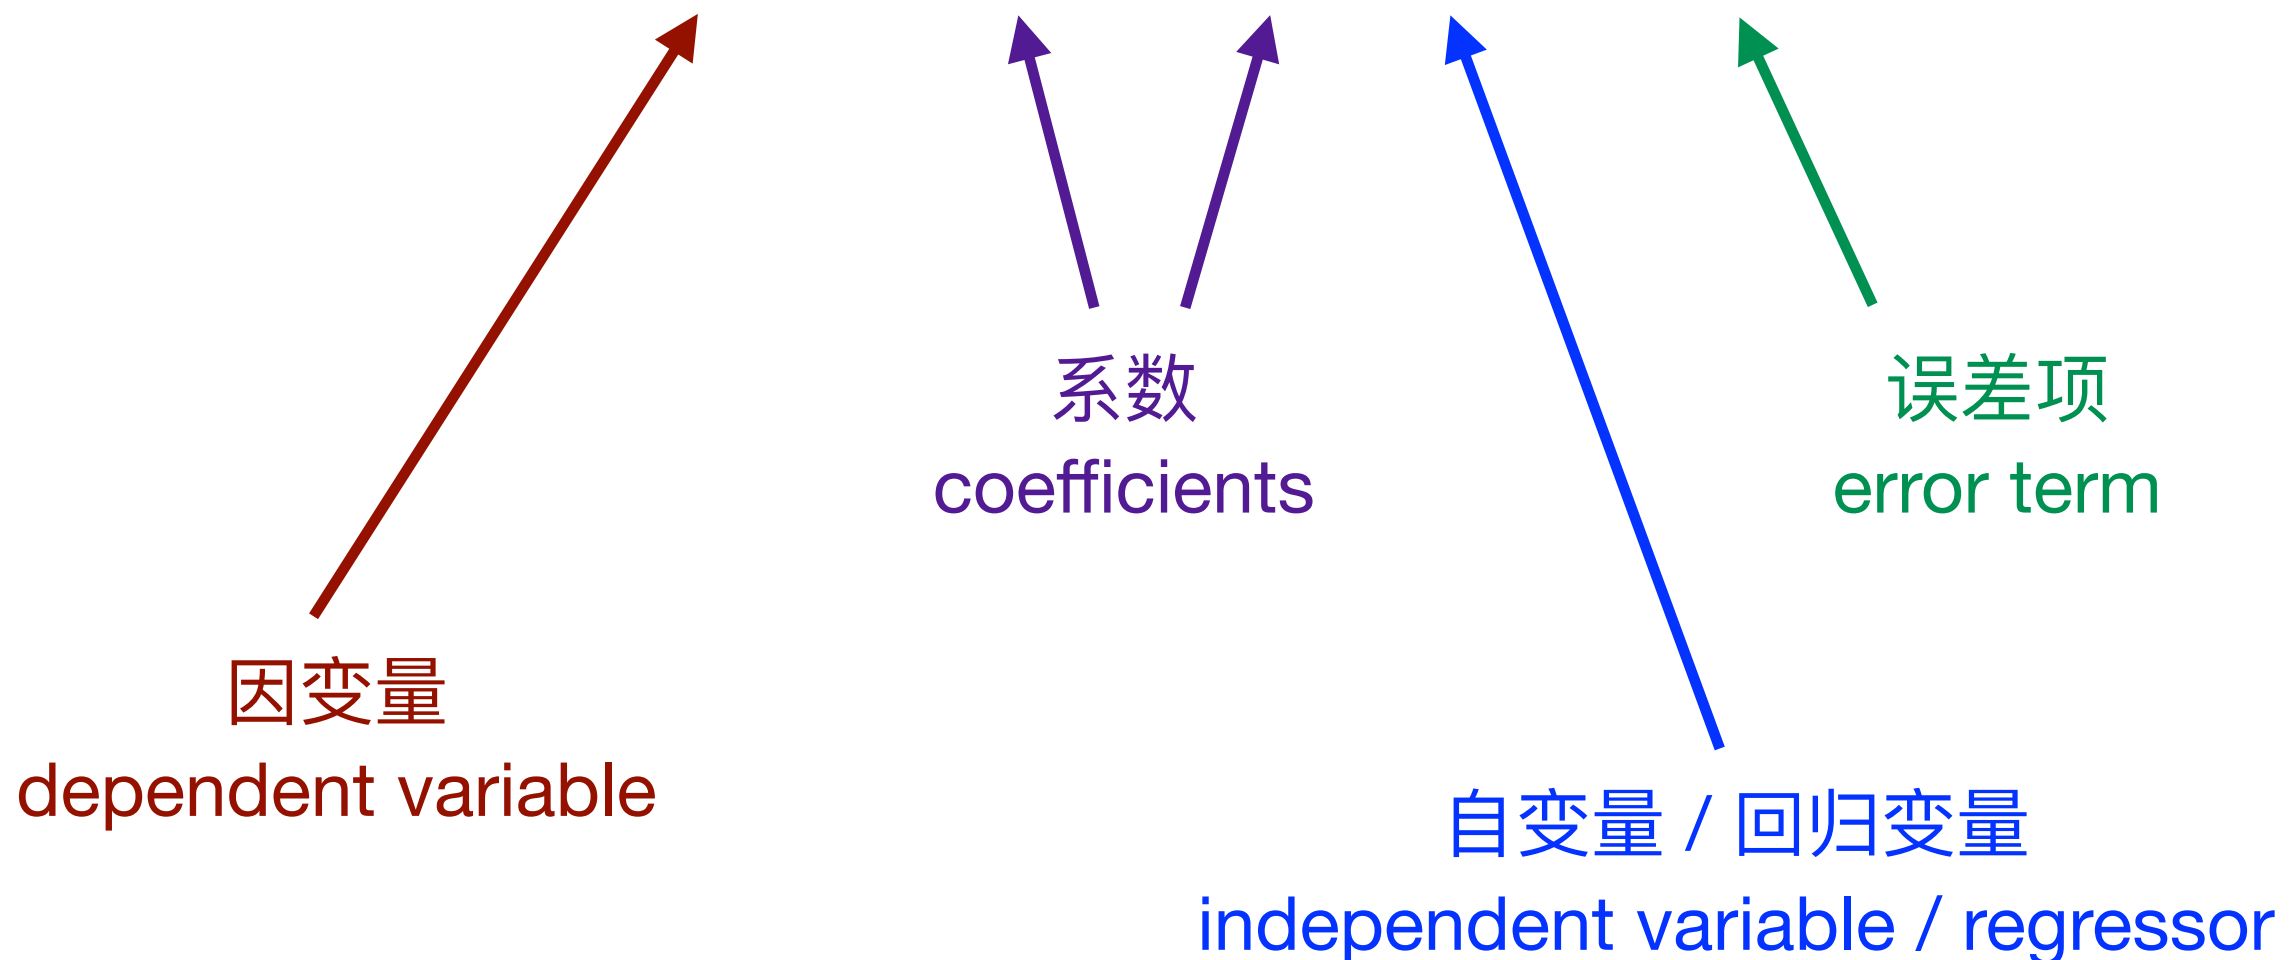 系数
coefficients
误差项
error term
因变量
dependent variable
自变量 / 回归变量
independent variable / regressor